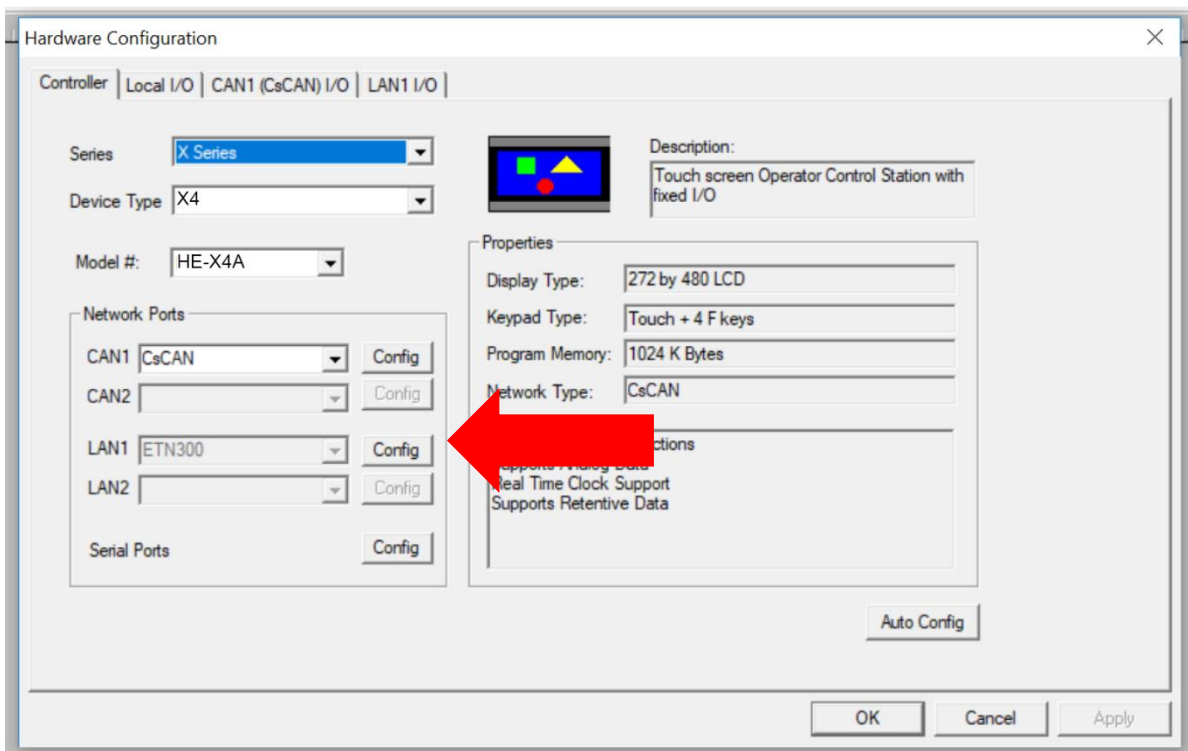 Hardware Configuration
Controller
Local I/O
CAN1 (CsCAN) I/O
LAN1 I/O
Series
X Series
Device Type
X4
Model #:
HE-X4A
Network Ports
CAN1
CsCAN
Config
CAN2
Config
LAN1
ETN300
Config
LAN2
Config
Serial Ports
Config
Description:
Touch screen Operator Control Station with
fixed I/O
Properties
Display Type:
272 by 480 LCD
Keypad Type:
Touch + 4 F keys
Program Memory:
1024 K Bytes
Network Type:
CsCAN
Supports Analog Data
Real Time Clock Support
Supports Retentive Data
Auto Config
OK
Cancel
Apply